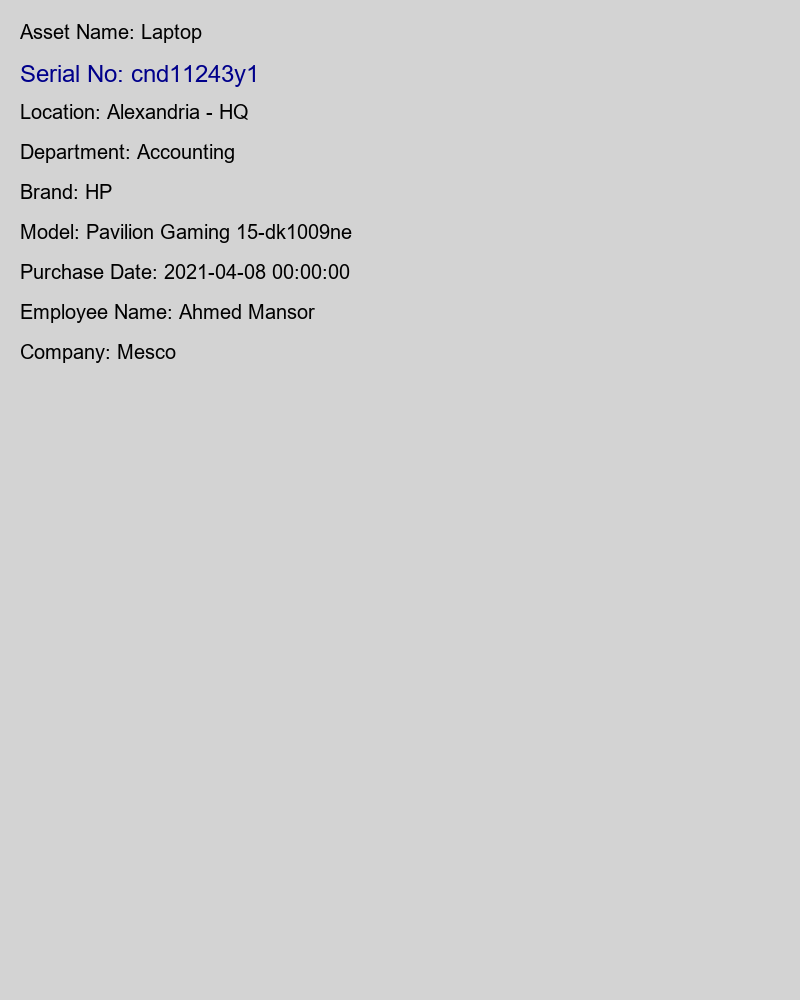 Asset Name: Laptop
Serial No: cnd11243y1
Location: Alexandria - HQ
Department: Accounting
Brand: HP
Model: Pavilion Gaming 15-dk1009ne
Purchase Date: 2021-04-08 00:00:00
Employee Name: Ahmed Mansor
Company: Mesco